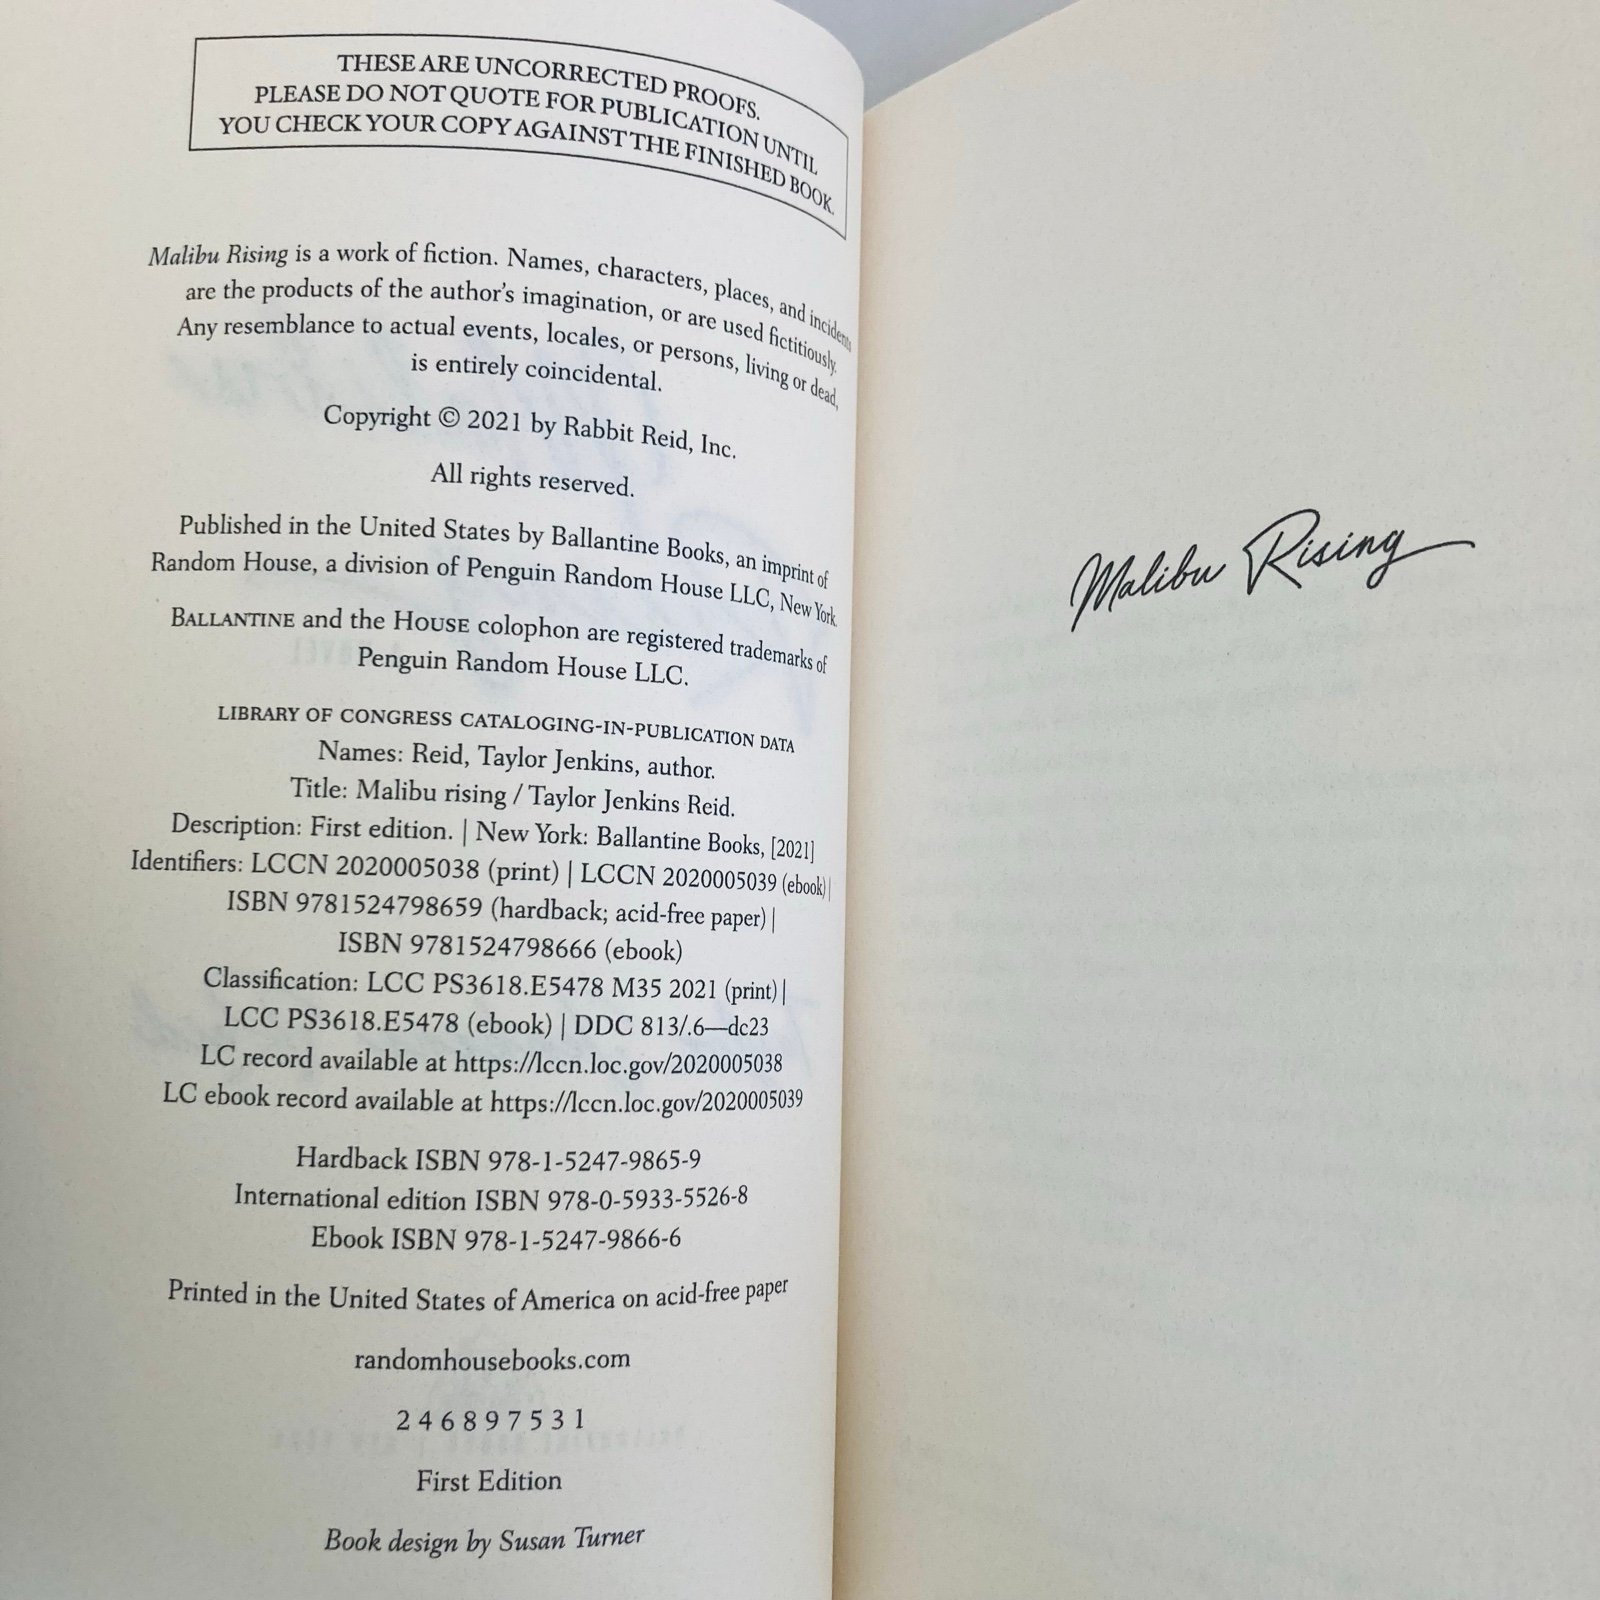 THESE ARE UNCORRECTED PROOFS.
PLEASE DO NOT QUOTE FOR PUBLICATION UNTIL
YOU CHECK YOUR COPY AGAINST THE FINISHED BOOK.
Malibu Rising is a work of fiction. Names, characters, places, and incidents
are the products of the author's imagination, or are used fictitiously.
Any resemblance to actual events, locales, or persons, living or dead,
is entirely coincidental.
Copyright © 2021 by Rabbit Reid, Inc.
All rights reserved.
Published in the United States by Ballantine Books, an imprint of
Random House, a division of Penguin Random House LLC, New York.
BALLANTINE and the HOUSE colophon are registered trademarks of
Penguin Random House LLC.
LIBRARY OF CONGRESS CATALOGING-IN-PUBLICATION DATA
Names: Reid, Taylor Jenkins, author.
Title: Malibu rising / Taylor Jenkins Reid.
Description: First edition. | New York: Ballantine Books, [2021]
Identifiers: LCCN 2020005038 (print) | LCCN 2020005039 (ebook) |
ISBN 9781524798659 (hardback; acid-free paper) |
ISBN 9781524798666 (ebook)
Classification: LCC PS3618.E5478 M35 2021 (print) |
LCC PS3618.E5478 (ebook) | DDC 813/.6—dc23
LC record available at https://lccn.loc.gov/2020005038
LC ebook record available at https://lccn.loc.gov/2020005039
Hardback ISBN 978-1-5247-9865-9
International edition ISBN 978-0-5933-5526-8
Ebook ISBN 978-1-5247-9866-6
Printed in the United States of America on acid-free paper
randomhousebooks.com
2 4 6 8 9 7 5 3 1
First Edition
Book design by Susan Turner
Malibu Rising